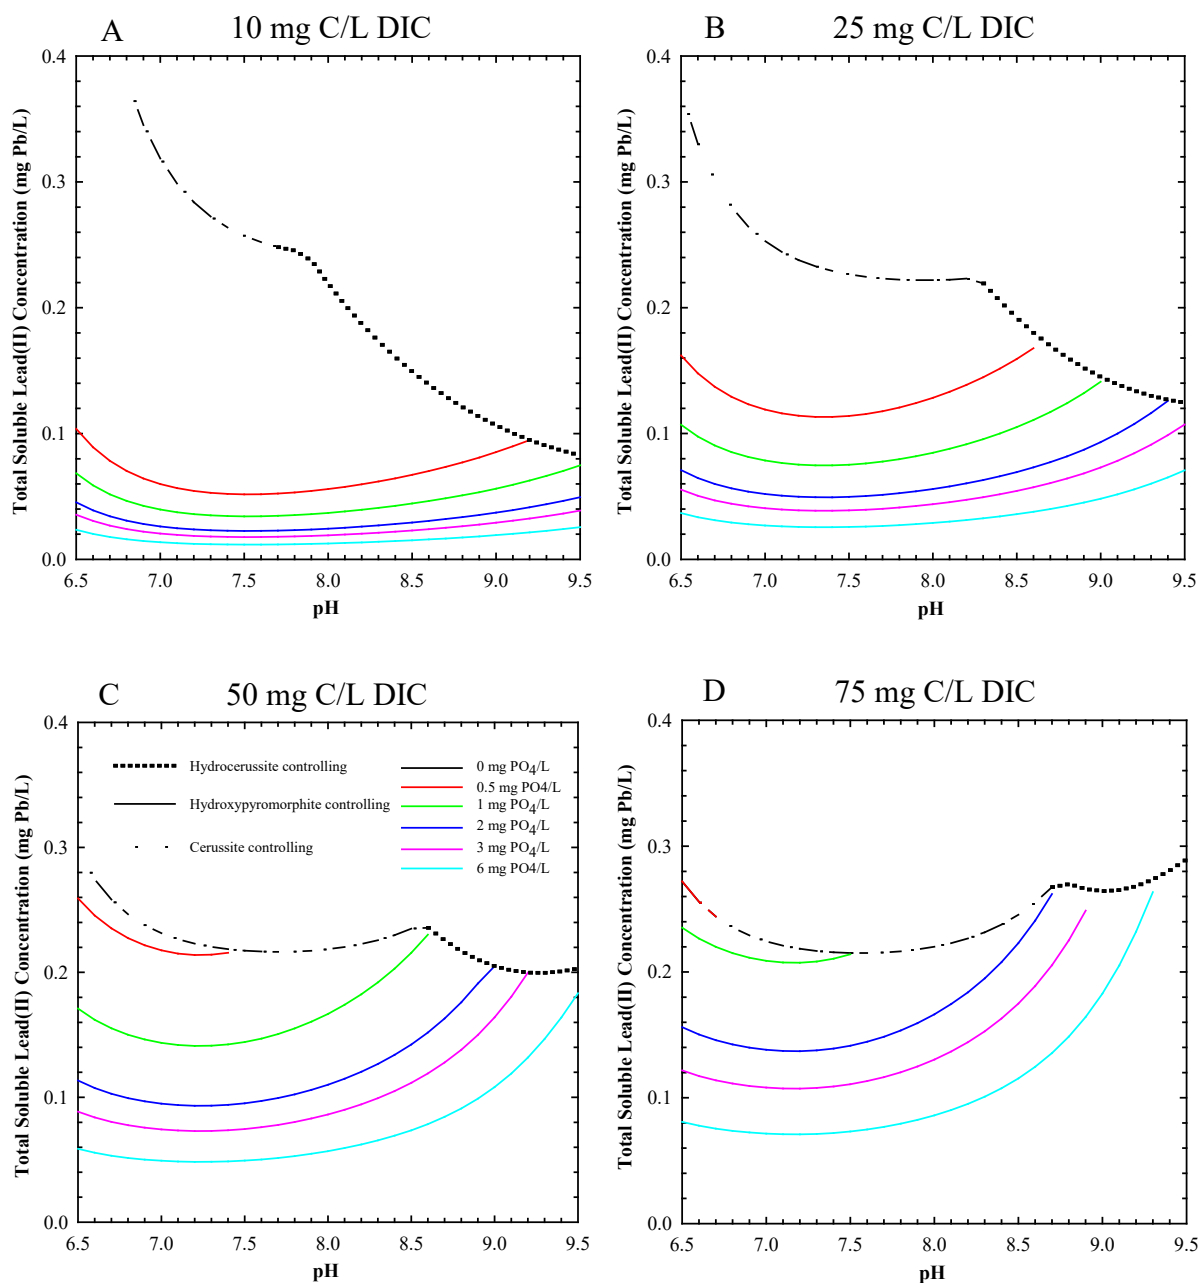 A
10 mg C/L DIC
Total Soluble Lead(II) Concentration (mg Pb/L)
0.4
0.3
0.2
0.1
0.0
6.5 7.0 7.5 8.0 8.5 9.0 9.5
pH
B
25 mg C/L DIC
Total Soluble Lead(II) Concentration (mg Pb/L)
0.4
0.3
0.2
0.1
0.0
6.5 7.0 7.5 8.0 8.5 9.0 9.5
pH
C
50 mg C/L DIC
Total Soluble Lead(II) Concentration (mg Pb/L)
0.4
0.3
0.2
0.1
0.0
Hydrocerussite controlling
Hydroxypyromorphite controlling
Cerussite controlling
0 mg PO4/L
0.5 mg PO4/L
1 mg PO4/L
2 mg PO4/L
3 mg PO4/L
6 mg PO4/L
6.5 7.0 7.5 8.0 8.5 9.0 9.5
pH
D
75 mg C/L DIC
Total Soluble Lead(II) Concentration (mg Pb/L)
0.4
0.3
0.2
0.1
0.0
6.5 7.0 7.5 8.0 8.5 9.0 9.5
pH